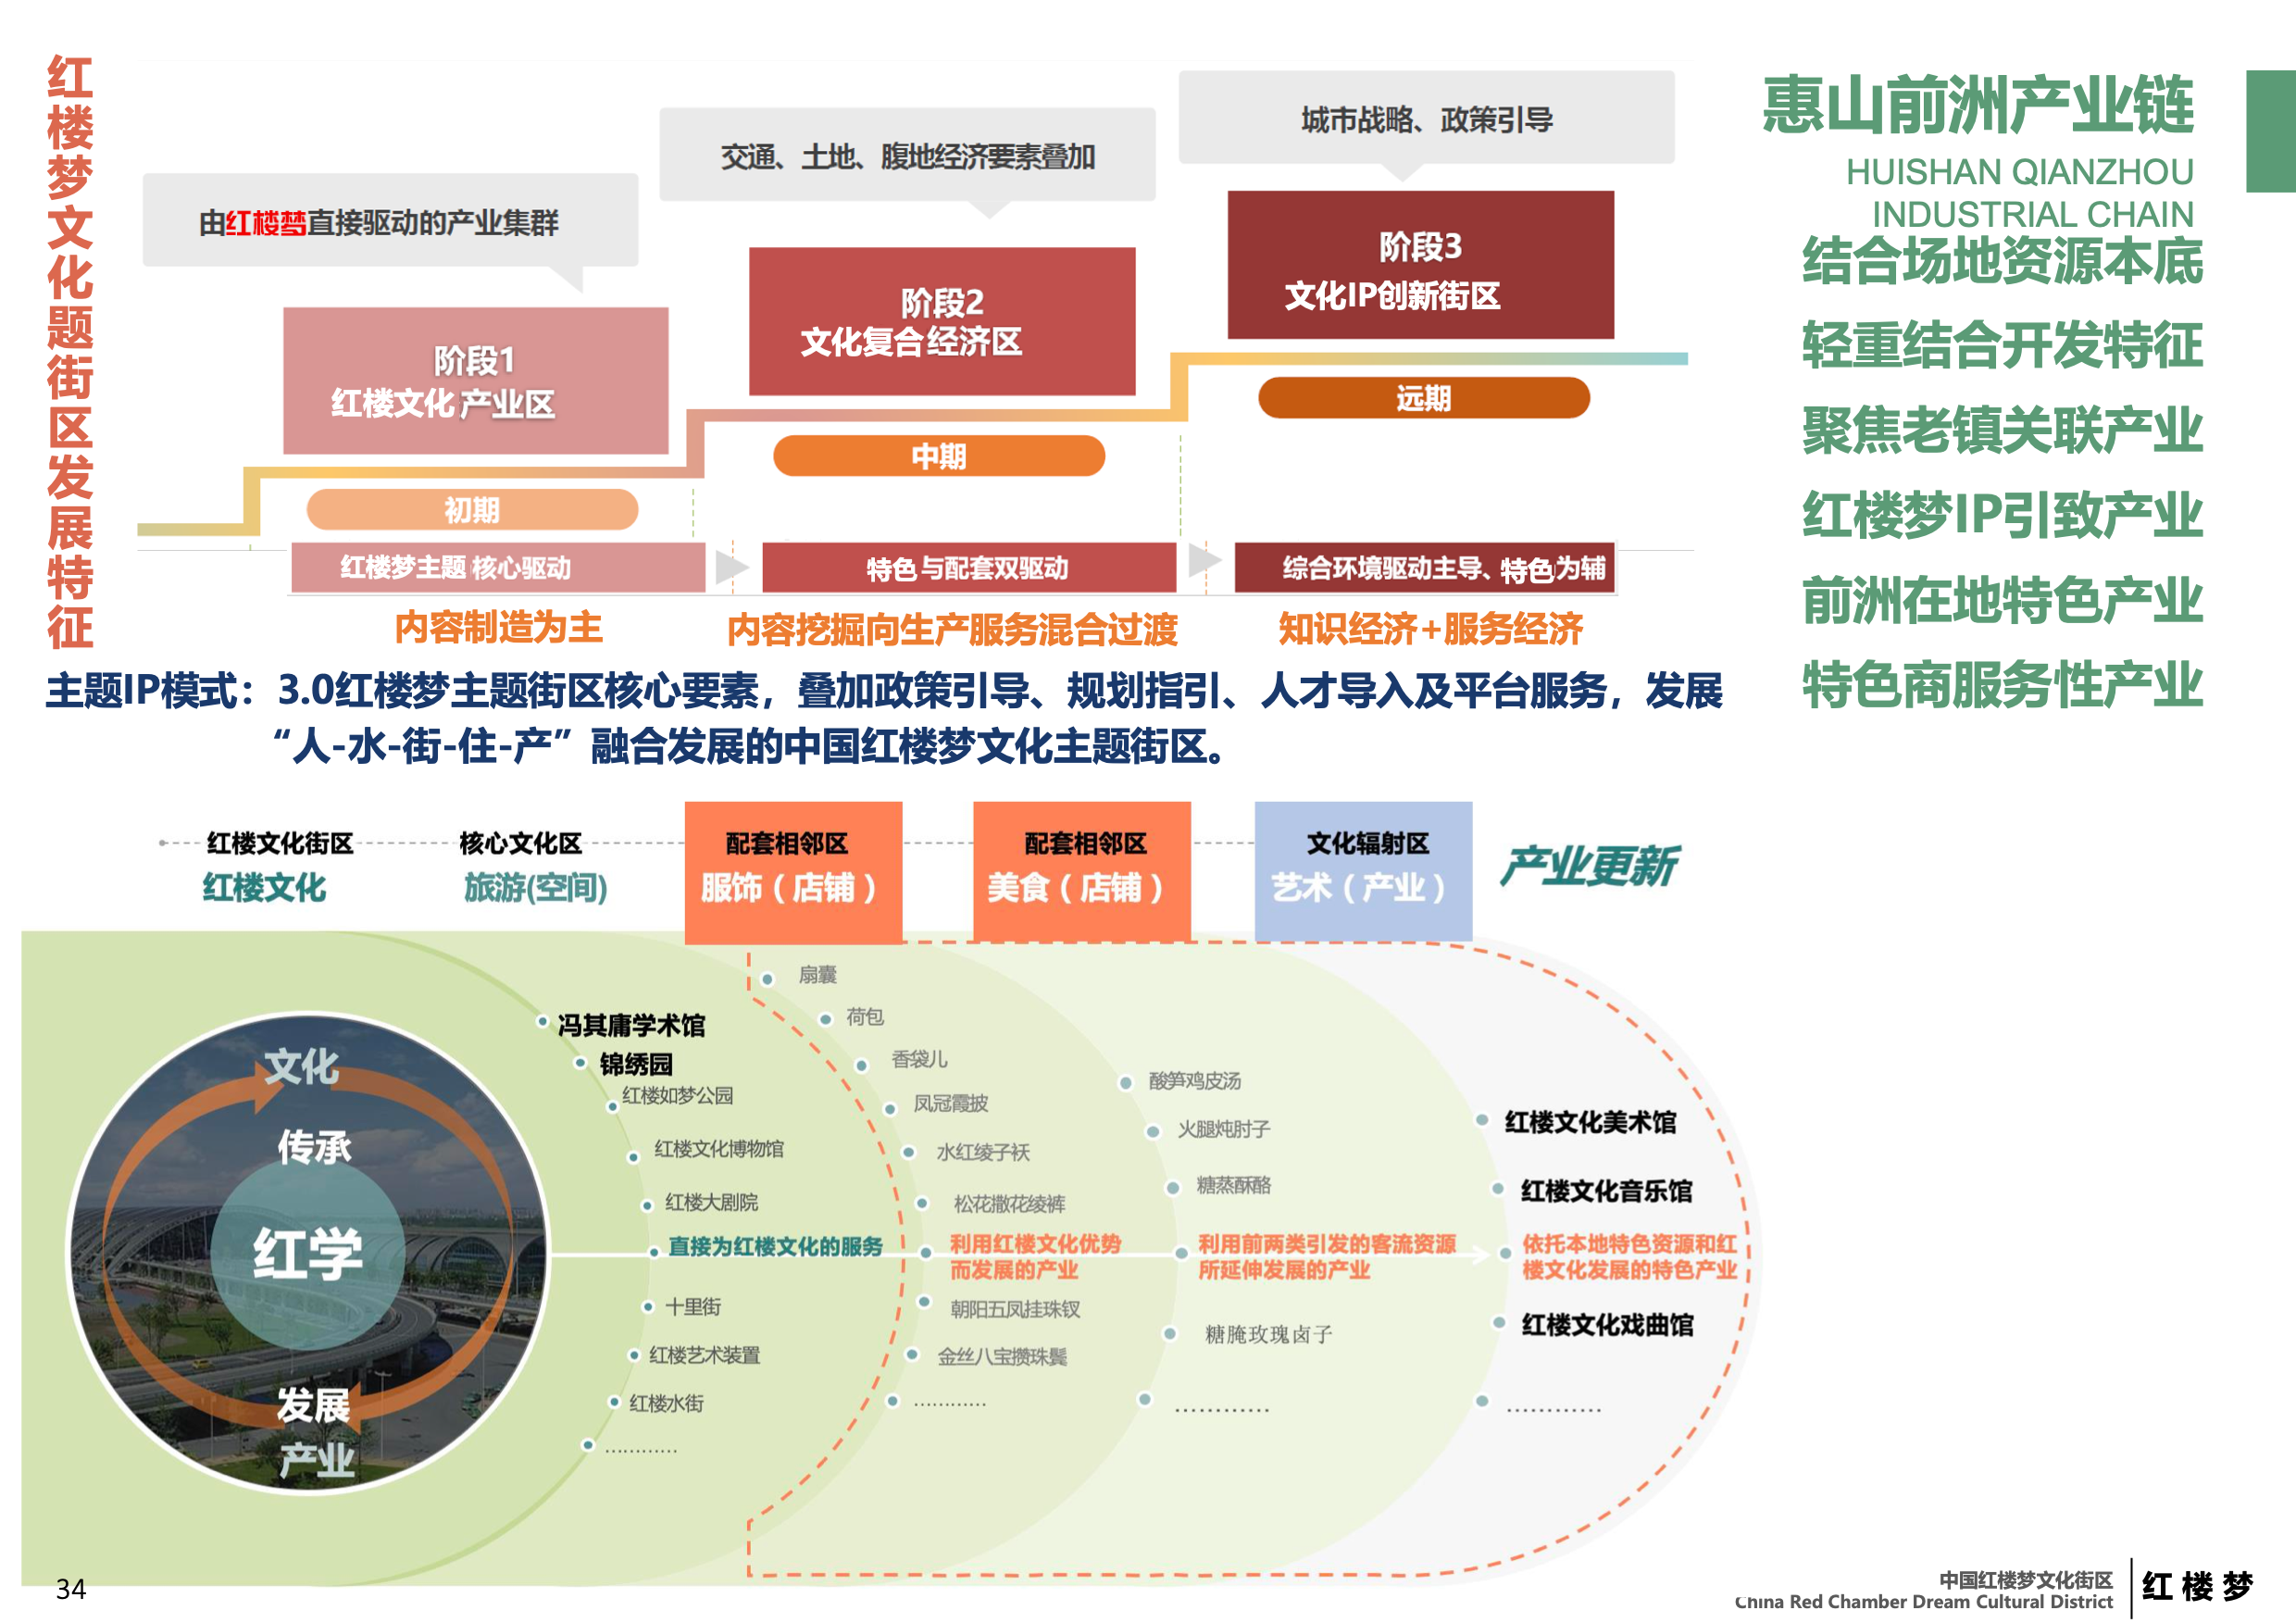 红楼梦文化题街区发展特征
由红楼梦直接驱动的产业集群
交通、土地、腹地经济要素叠加
城市战略、政策引导
阶段1
红楼文化 产业区
阶段2
文化复合经济区
阶段3
文化IP创新街区
初期
中期
远期
红楼梦主题 核心驱动
特色 与配套双驱动
综合环境驱动主导、特色为辅
内容制造为主
内容挖掘向生产服务混合过渡
知识经济+服务经济
惠山前洲产业链
HUISHAN QIANZHOU
INDUSTRIAL CHAIN
结合场地资源本底
轻重结合开发特征
聚焦老镇关联产业
红楼梦IP引致产业
前洲在地特色产业
特色商服务性产业
主题IP模式：3.0红楼梦主题街区核心要素，叠加政策引导、规划指引、人才导入及平台服务，发展
“人-水-街-住-产”融合发展的中国红楼梦文化主题街区。
红楼文化街区
红楼文化
核心文化区
旅游(空间)
配套相邻区
服饰（店铺）
配套相邻区
美食（店铺）
文化辐射区
艺术（产业）
产业更新
文化
传承
红学
发展
产业
冯其庸学术馆
锦绣园
红楼如梦公园
红楼文化博物馆
红楼大剧院
直接为红楼文化的服务
十里街
红楼艺术装置
红楼水街
…………
扇囊
荷包
香袋儿
凤冠霞披
水红绫子袄
松花撒花绫裤
利用红楼文化优势
而发展的产业
朝阳五凤挂珠钗
金丝八宝攒珠髻
…………
酸笋鸡皮汤
火腿炖肘子
糖蒸酥酪
利用前两类引发的客流资源
所延伸发展的产业
糖腌玫瑰卤子
…………
红楼文化美术馆
红楼文化音乐馆
依托本地特色资源和红
楼文化发展的特色产业
红楼文化戏曲馆
…………
34
中国红楼梦文化街区
China Red Chamber Dream Cultural District
红楼梦